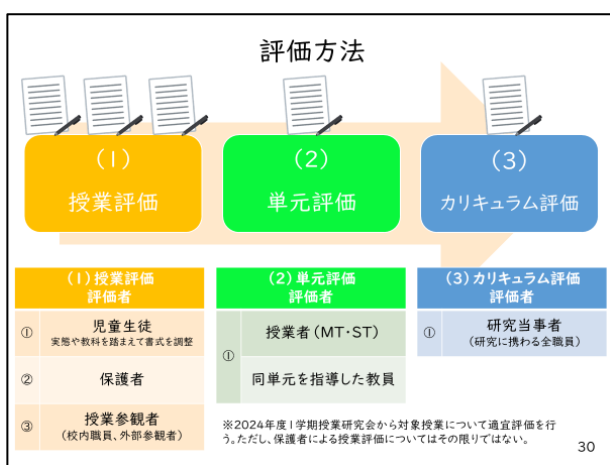 評価方法
(1)
授業評価
(2)
単元評価
(3)
カリキュラム評価
(1)授業評価
評価者
① 児童生徒
実態や教科を踏まえて書式を調整
② 保護者
③ 授業参観者
(校内職員、外部参観者)
(2)単元評価
評価者
① 授業者(MT・ST)
同単元を指導した教員
(3)カリキュラム評価
評価者
① 研究当事者
(研究に携わる全職員)
※2024年度1学期授業研究会から対象授業について適宜評価を行
う。ただし、保護者による授業評価についてはその限りではない。
30